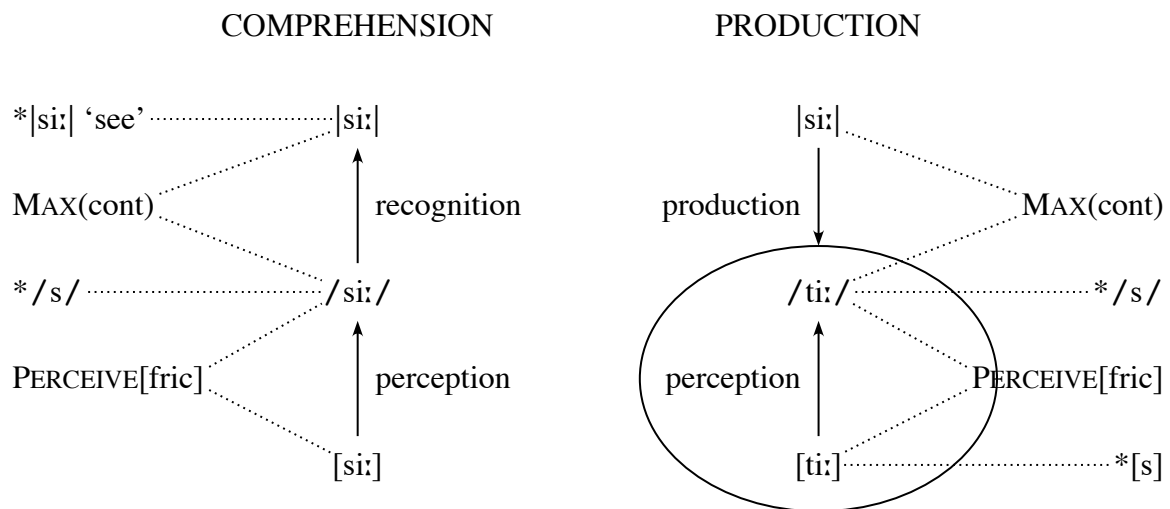 COMPREHENSION PRODUCTION
*|siː| ‘see’ |siː| |siː|
MAX(cont) recognition production MAX(cont)
*/s/ /siː/ /tiː/ */s/
PERCEIVE[fric] perception perception PERCEIVE[fric]
[siː] [tiː] *[s]